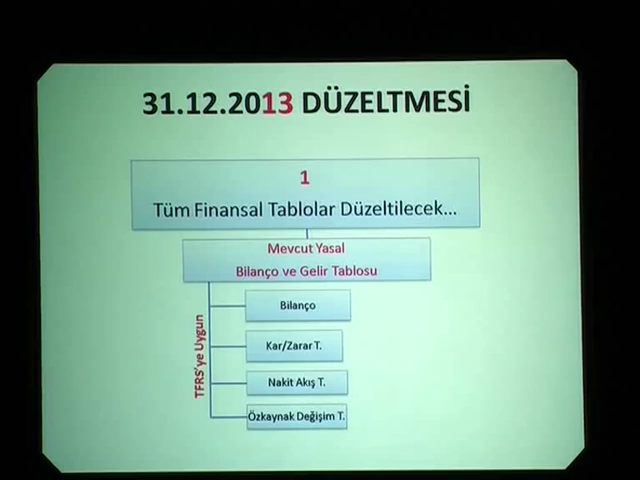 31.12.2013 DÜZELTMESİ
1
Tüm Finansal Tablolar Düzeltilecek...
Mevcut Yasal
Bilanço ve Gelir Tablosu
TFRS'ye Uygun
Bilanço
Kar/Zarar T.
Nakit Akış T.
Özkaynak Değişim T.